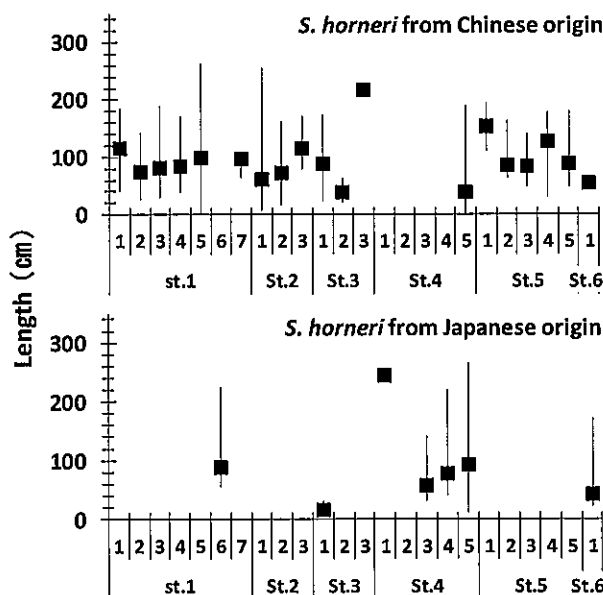 S. horneri from Chinese origin
300
200
100
0
1 2 3 4 5 6 7 1 2 3 1 2 3 1 2 3 4 5 1 2 3 4 5 1
st.1 St.2 St.3 St.4 St.5 St.6
Length (cm)
S. horneri from Japanese origin
300
200
100
0
1 2 3 4 5 6 7 1 2 3 1 2 3 1 2 3 4 5 1 2 3 4 5 1
st.1 St.2 St.3 St.4 St.5 St.6